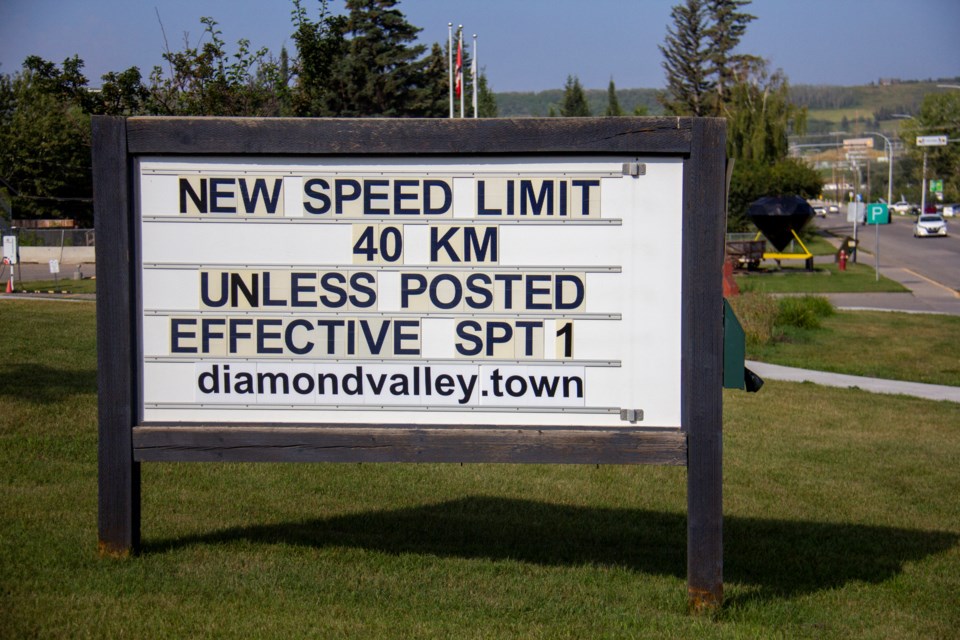 NEW SPEED LIMIT
40 KM
UNLESS POSTED
EFFECTIVE SPT 1
diamondvalley.town
P